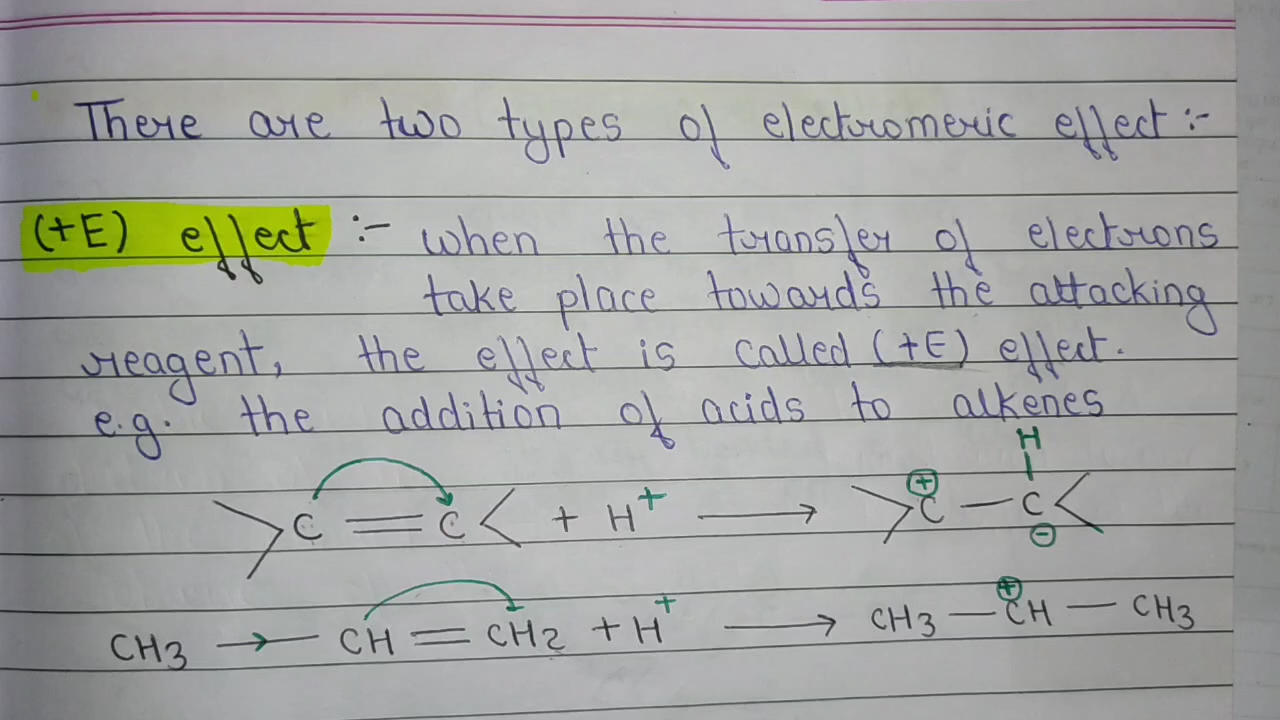 There are two types of electromeric effect :-
(+E) effect :- when the transfer of electrons
take place towards the attacking
reagent, the effect is called (+E) effect.
e.g. the addition of acids to alkenes
>C=C< + H⁺ ⟶ >C⊕—C(H)⊖<
CH3 → CH=CH2 + H⁺ ⟶ CH3—C⊕H—CH3